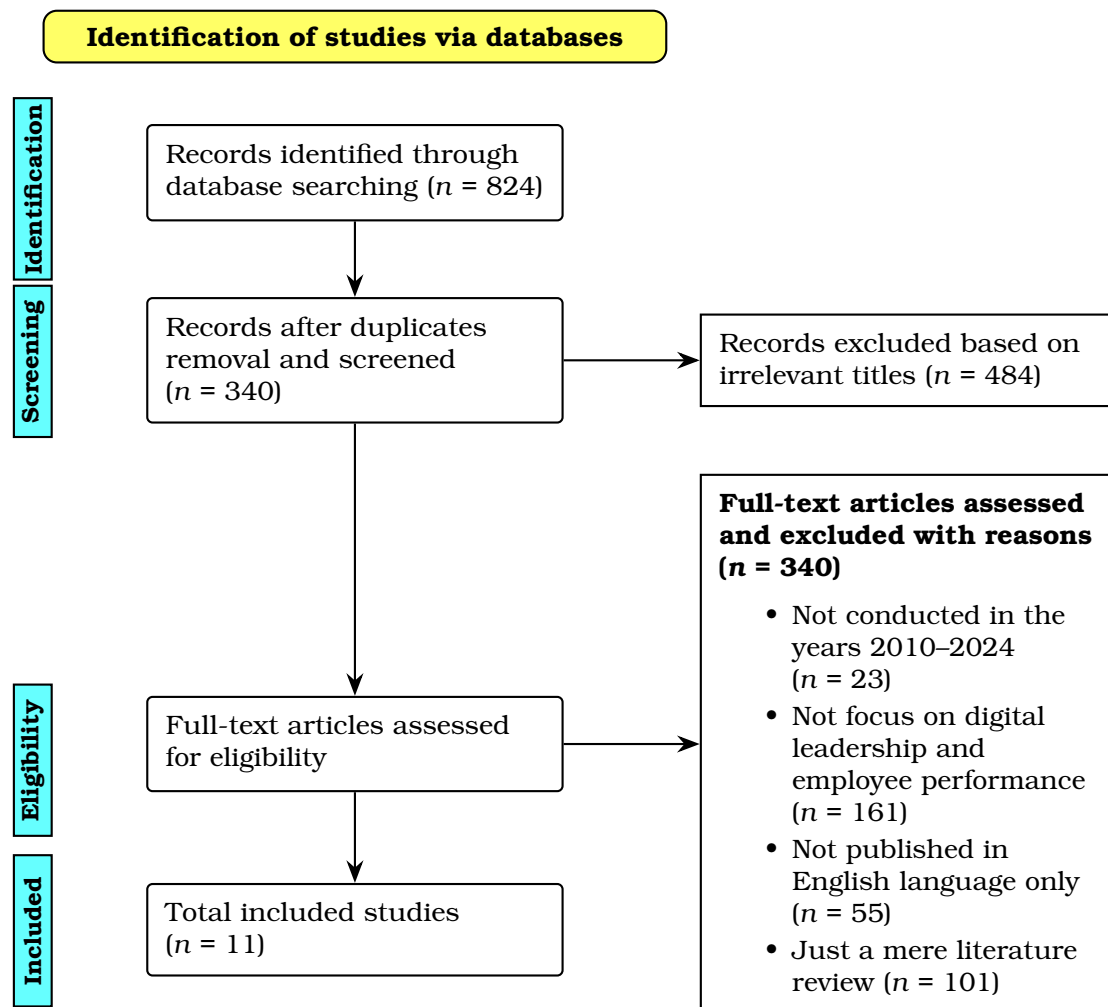 Identification of studies via databases
Identification
Records identified through
database searching (n = 824)
Screening
Records after duplicates
removal and screened
(n = 340)
Records excluded based on
irrelevant titles (n = 484)
Eligibility
Full-text articles assessed
for eligibility
Full-text articles assessed
and excluded with reasons
(n = 340)
• Not conducted in the
years 2010–2024
(n = 23)
• Not focus on digital
leadership and
employee performance
(n = 161)
• Not published in
English language only
(n = 55)
• Just a mere literature
review (n = 101)
Included
Total included studies
(n = 11)